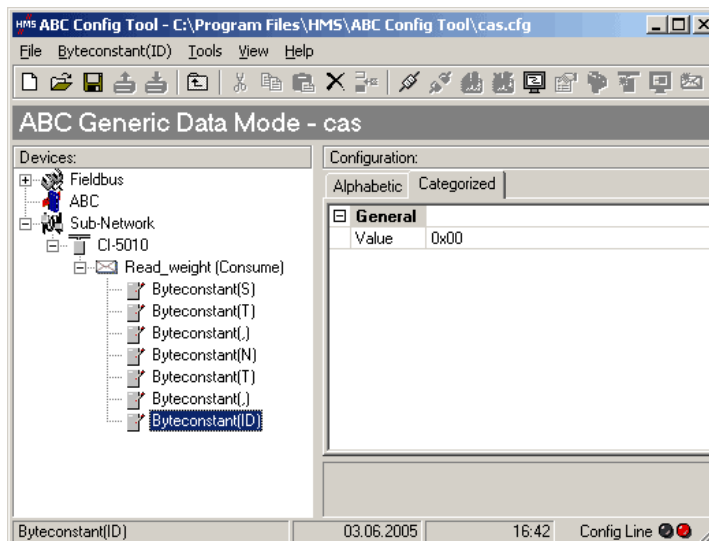 HMS ABC Config Tool - C:\Program Files\HMS\ABC Config Tool\cas.cfg
File Byteconstant(ID) Tools View Help
ABC Generic Data Mode - cas
Devices:
Fieldbus
ABC
Sub-Network
CI-5010
Read_weight (Consume)
Byteconstant(S)
Byteconstant(T)
Byteconstant(,)
Byteconstant(N)
Byteconstant(T)
Byteconstant(,)
Byteconstant(ID)
Configuration:
Alphabetic Categorized
General
Value 0x00
Byteconstant(ID) 03.06.2005 16:42 Config Line